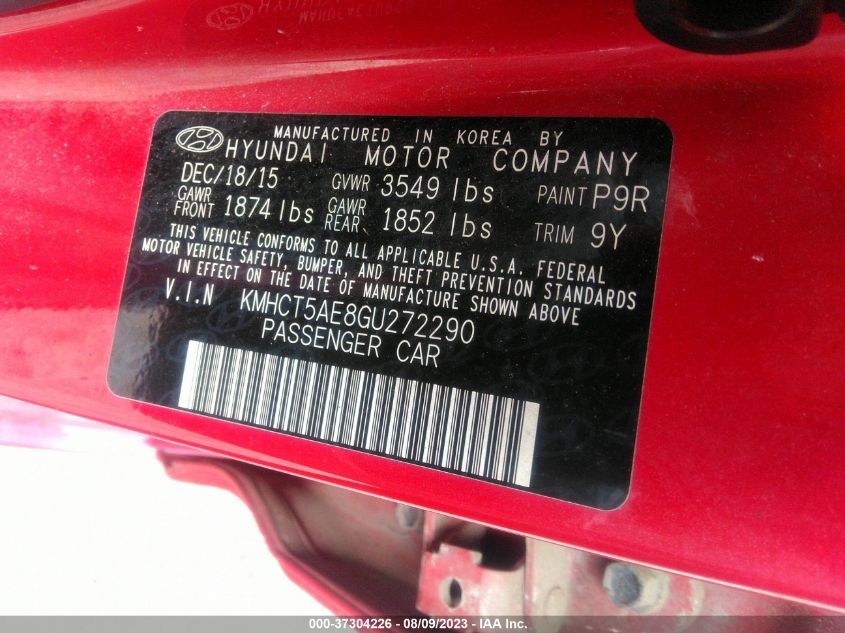 MANUFACTURED IN KOREA BY
HYUNDAI MOTOR COMPANY
DEC/18/15 GVWR 3549 lbs PAINT P9R
GAWR FRONT 1874 lbs GAWR REAR 1852 lbs TRIM 9Y
THIS VEHICLE CONFORMS TO ALL APPLICABLE U.S.A. FEDERAL
MOTOR VEHICLE SAFETY, BUMPER, AND THEFT PREVENTION STANDARDS
IN EFFECT ON THE DATE OF MANUFACTURE SHOWN ABOVE
V.I.N KMHCT5AE8GU272290
PASSENGER CAR
000-37304226 - 08/09/2023 - IAA Inc.